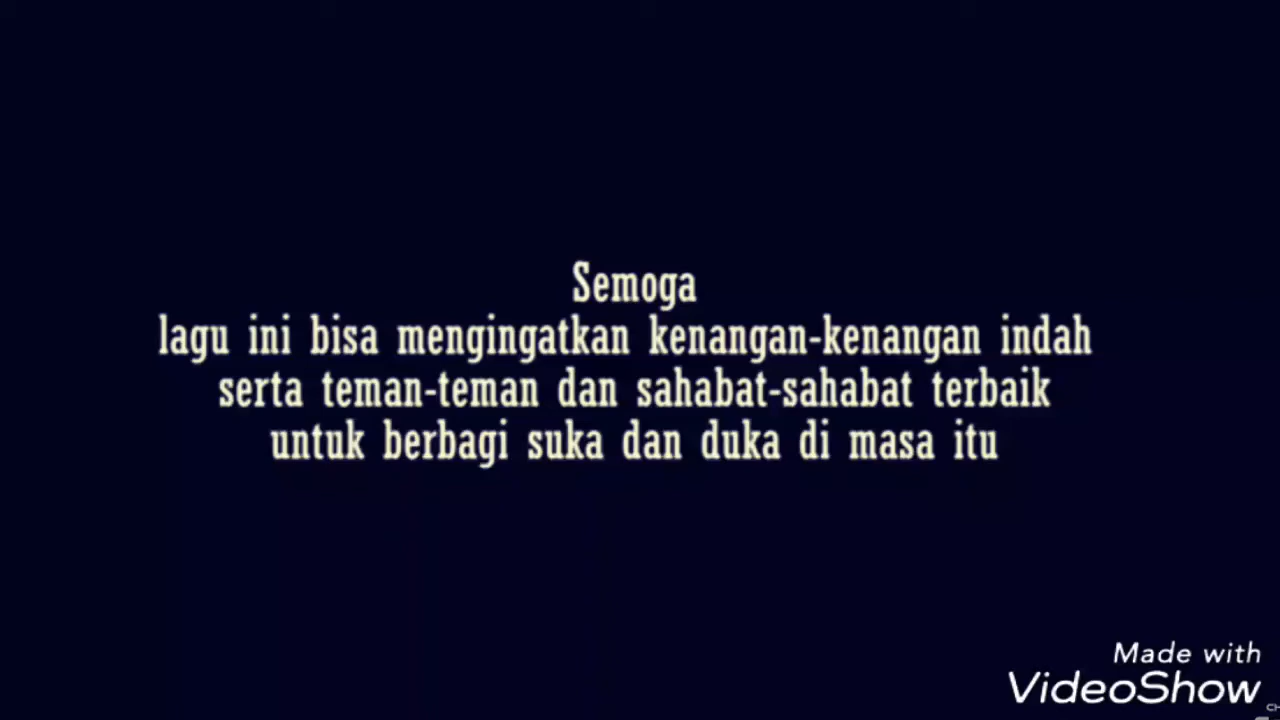 Semoga
lagu ini bisa mengingatkan kenangan-kenangan indah
serta teman-teman dan sahabat-sahabat terbaik
untuk berbagi suka dan duka di masa itu
Made with
VideoShow